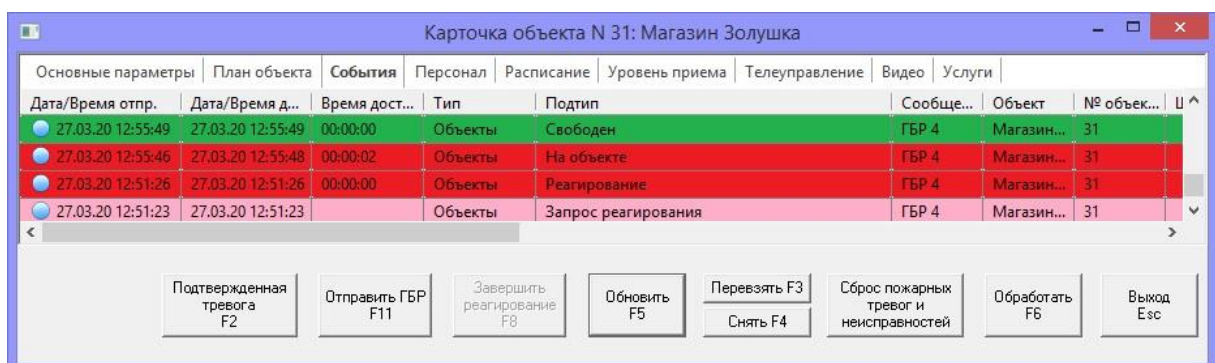 Карточка объекта N 31: Магазин Золушка
Основные параметры План объекта События Персонал Расписание Уровень приема Телеуправление Видео Услуги
Дата/Время отпр. Дата/Время д... Время дост... Тип Подтип Сообще... Объект № объек... Ш
27.03.20 12:55:49 27.03.20 12:55:49 00:00:00 Объекты Свободен ГБР 4 Магазин... 31
27.03.20 12:55:46 27.03.20 12:55:48 00:00:02 Объекты На объекте ГБР 4 Магазин... 31
27.03.20 12:51:26 27.03.20 12:51:26 00:00:00 Объекты Реагирование ГБР 4 Магазин... 31
27.03.20 12:51:23 27.03.20 12:51:23 Объекты Запрос реагирования ГБР 4 Магазин... 31
Подтвержденная
тревога
F2
Отправить ГБР
F11
Завершить
реагирование
F8
Обновить
F5
Перевзять F3
Снять F4
Сброс пожарных
тревог и
неисправностей
Обработать
F6
Выход
Esc